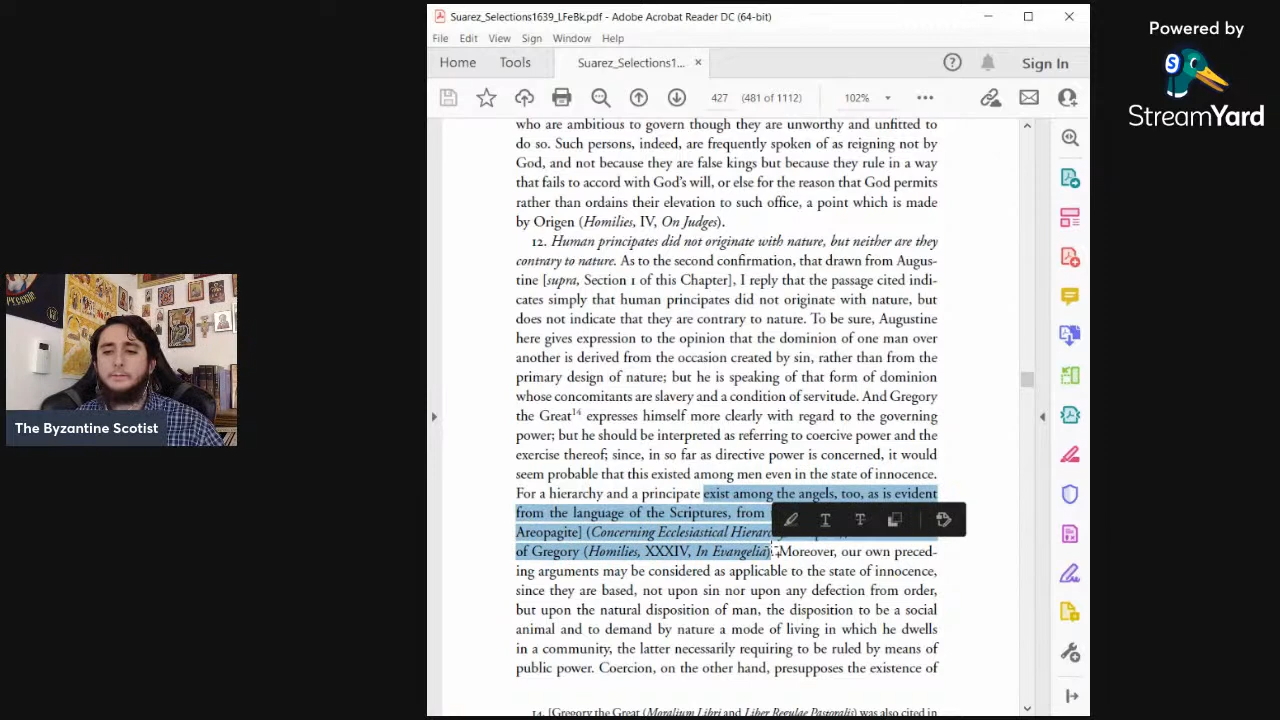 Suarez_Selections1639_LFeBk.pdf - Adobe Acrobat Reader DC (64-bit)
File Edit View Sign Window Help
Home Tools Suarez_Selections1... × Sign In
427 (481 of 1112) 102%
who are ambitious to govern though they are unworthy and unfitted to
do so. Such persons, indeed, are frequently spoken of as reigning not by
God, and not because they are false kings but because they rule in a way
that fails to accord with God's will, or else for the reason that God permits
rather than ordains their elevation to such office, a point which is made
by Origen (Homilies, IV, On Judges).
12. Human principates did not originate with nature, but neither are they
contrary to nature. As to the second confirmation, that drawn from Augus-
tine [supra, Section 1 of this Chapter], I reply that the passage cited indi-
cates simply that human principates did not originate with nature, but
does not indicate that they are contrary to nature. To be sure, Augustine
here gives expression to the opinion that the dominion of one man over
another is derived from the occasion created by sin, rather than from the
primary design of nature; but he is speaking of that form of dominion
whose concomitants are slavery and a condition of servitude. And Gregory
the Great14 expresses himself more clearly with regard to the governing
power; but he should be interpreted as referring to coercive power and the
exercise thereof; since, in so far as directive power is concerned, it would
seem probable that this existed among men even in the state of innocence.
For a hierarchy and a principate exist among the angels, too, as is evident
from the language of the Scriptures, from
Areopagite] (Concerning Ecclesiastical
of Gregory (Homilies, XXXIV, In Evangelia). Moreover, our own preced-
ing arguments may be considered as applicable to the state of innocence,
since they are based, not upon sin nor upon any defection from order,
but upon the natural disposition of man, the disposition to be a social
animal and to demand by nature a mode of living in which he dwells
in a community, the latter necessarily requiring to be ruled by means of
public power. Coercion, on the other hand, presupposes the existence of
14. [Gregory the Great (Moralium Libri and Liber Regulae Pastoralis) was also cited in
The Byzantine Scotist
Powered by
StreamYard